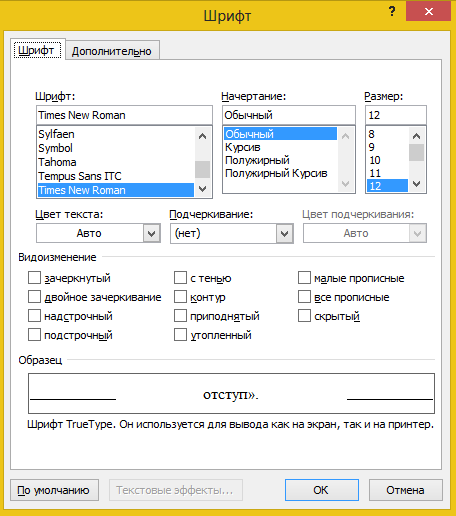 Шрифт
?
Шрифт Дополнительно
Шрифт: Начертание: Размер:
Times New Roman Обычный 12
Sylfaen Обычный 8
Symbol Курсив 9
Tahoma Полужирный 10
Tempus Sans ITC Полужирный Курсив 11
Times New Roman 12
Цвет текста: Подчеркивание: Цвет подчеркивания:
Авто (нет) Авто
Видоизменение
зачеркнутый с тенью малые прописные
двойное зачеркивание контур все прописные
надстрочный приподнятый скрытый
подстрочный утопленный
Образец
отступ».
Шрифт TrueType. Он используется для вывода как на экран, так и на принтер.
По умолчанию Текстовые эффекты... ОК Отмена